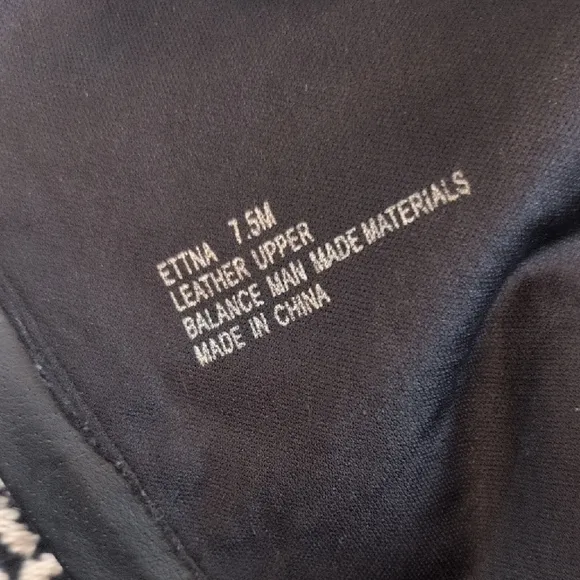 ETTNA 7.5M
LEATHER UPPER
BALANCE MAN MADE MATERIALS
MADE IN CHINA